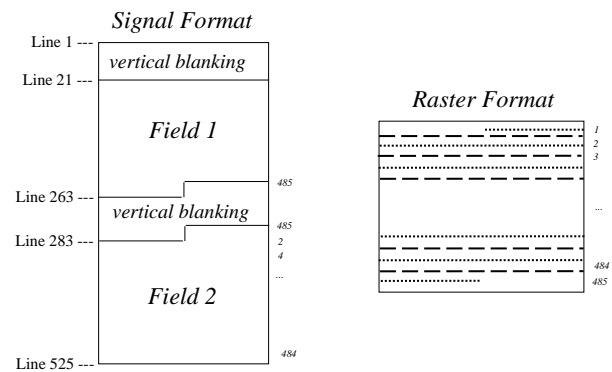 Signal Format
Line 1 ---
vertical blanking
Line 21 ---
Field 1
485
Line 263 ---
vertical blanking
485
Line 283 ---
2
4
...
Field 2
484
Line 525 ---
Raster Format
1
2
3
...
484
485